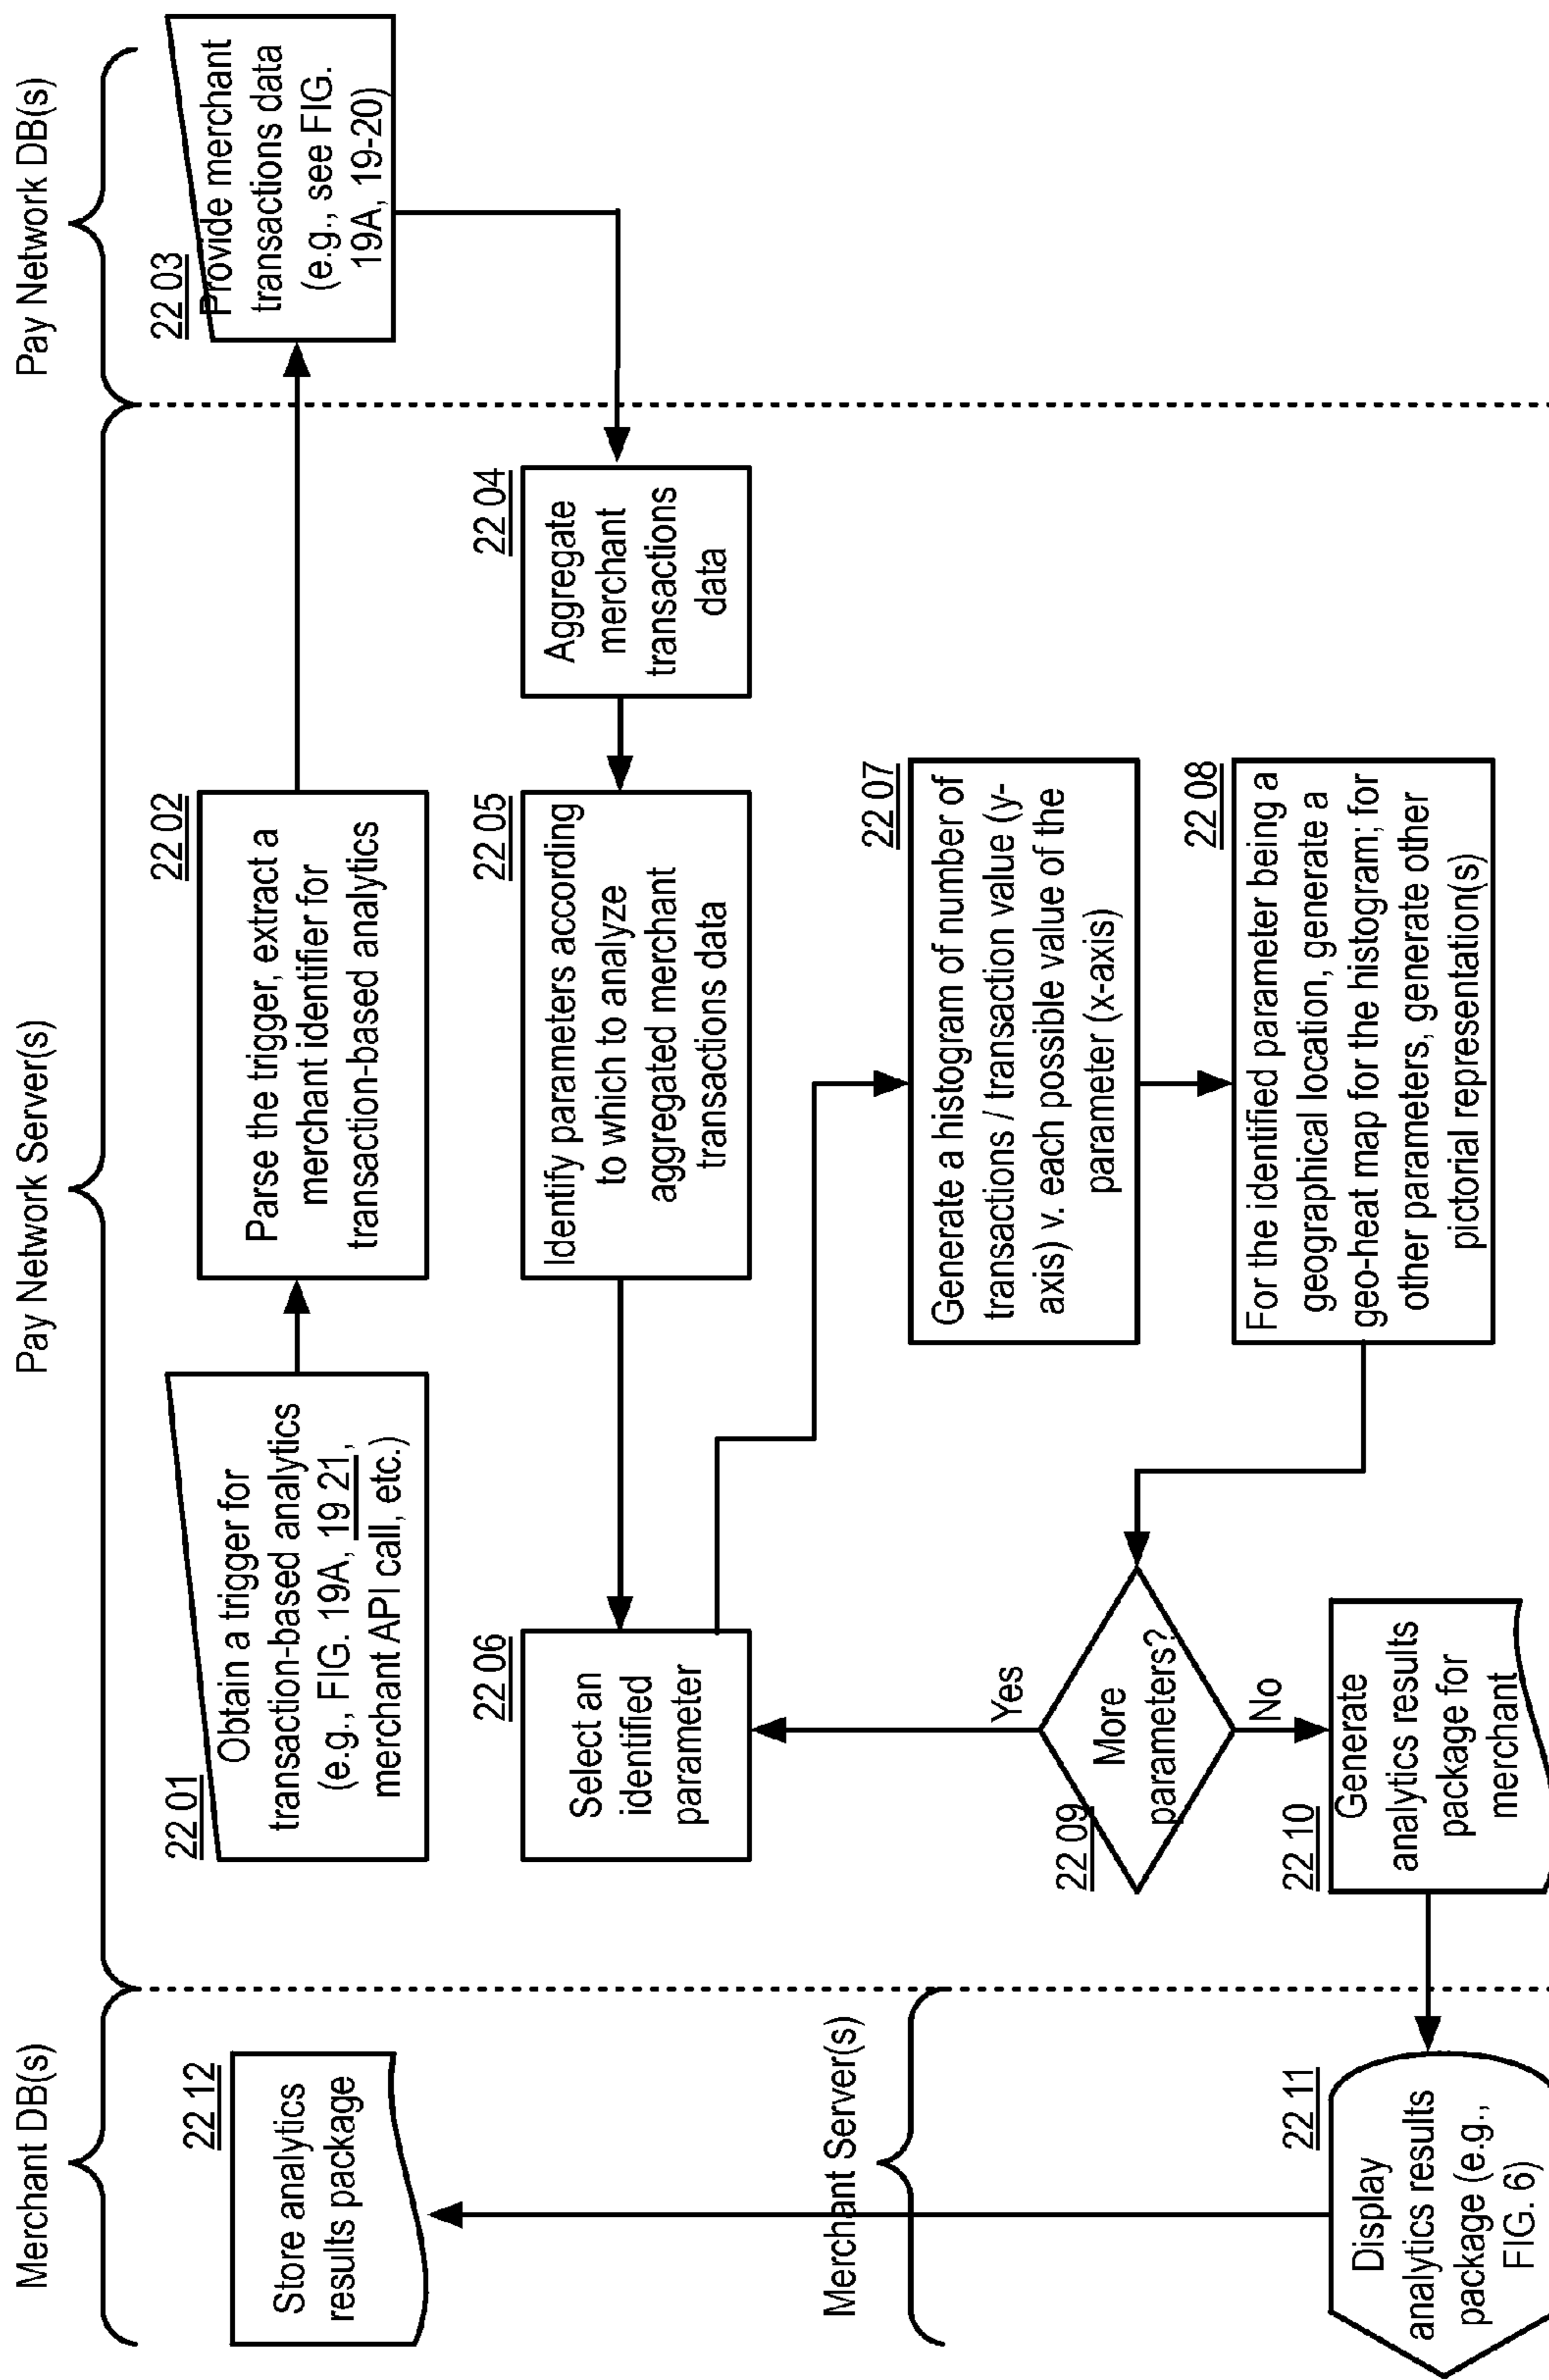 Merchant DB(s)
Pay Network Server(s)
Pay Network DB(s)
22 01
Obtain a trigger for
transaction-based analytics
(e.g., FIG. 19A, 19 21,
merchant API call, etc.)
22 02
Parse the trigger, extract a
merchant identifier for
transaction-based analytics
22 03
Provide merchant
transactions data
(e.g., see FIG.
19A, 19-20)
22 04
Aggregate
merchant
transactions
data
22 05
Identify parameters according
to which to analyze
aggregated merchant
transactions data
22 06
Select an
identified
parameter
22 07
Generate a histogram of number of
transactions / transaction value (y-
axis) v. each possible value of the
parameter (x-axis)
22 08
For the identified parameter being a
geographical location, generate a
geo-heat map for the histogram; for
other parameters, generate other
pictorial representation(s)
22 09
More
parameters?
Yes
No
22 10
Generate
analytics results
package for
merchant
Merchant Server(s)
22 11
Display
analytics results
package (e.g.,
FIG. 6)
22 12
Store analytics
results package